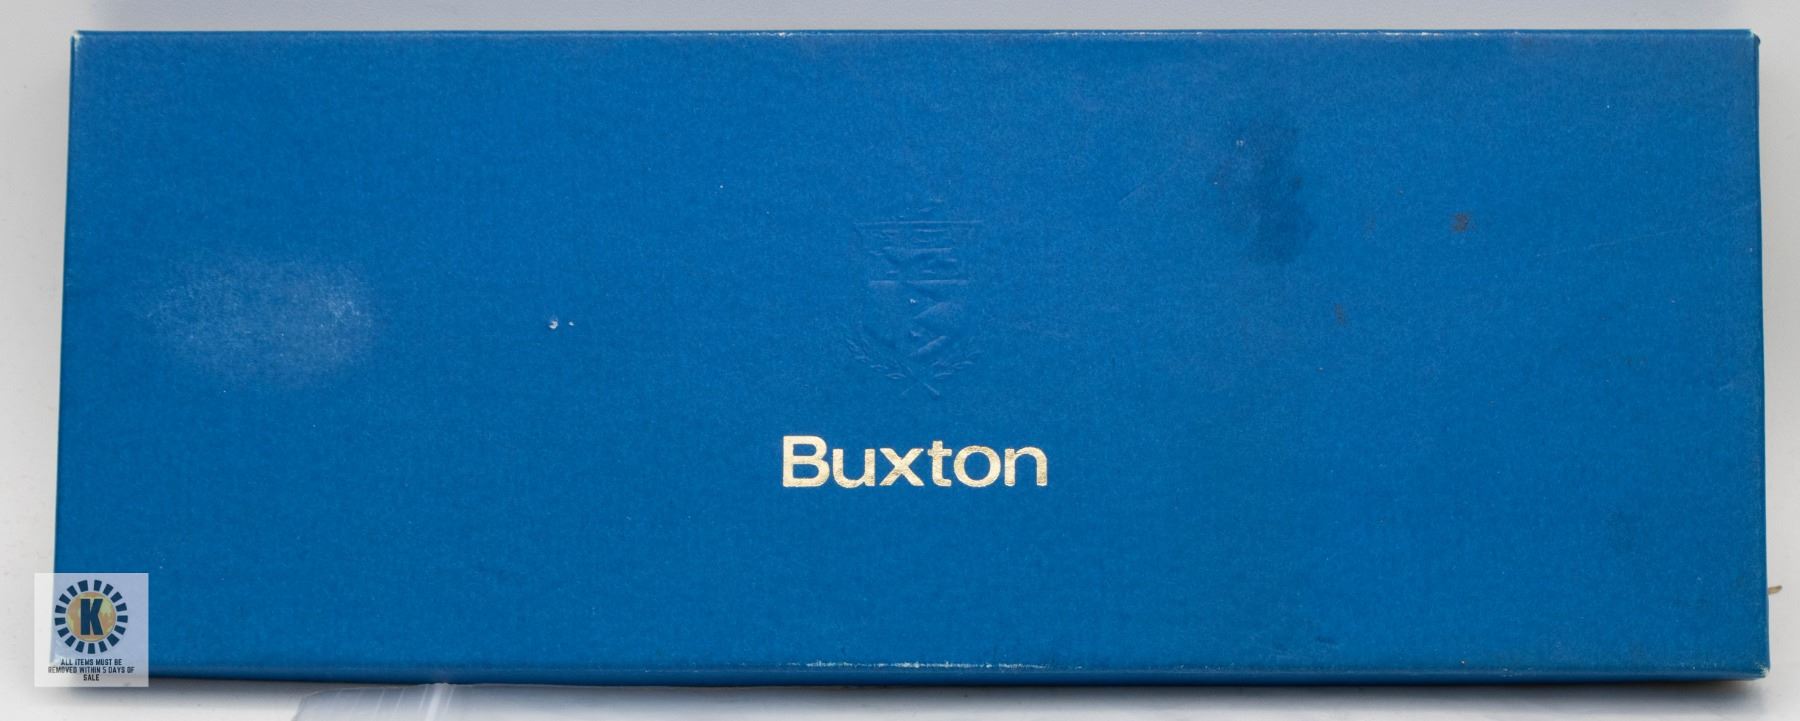 Buxton
K
ALL ITEMS MUST BE
REMOVED WITHIN 5 DAYS OF
SALE